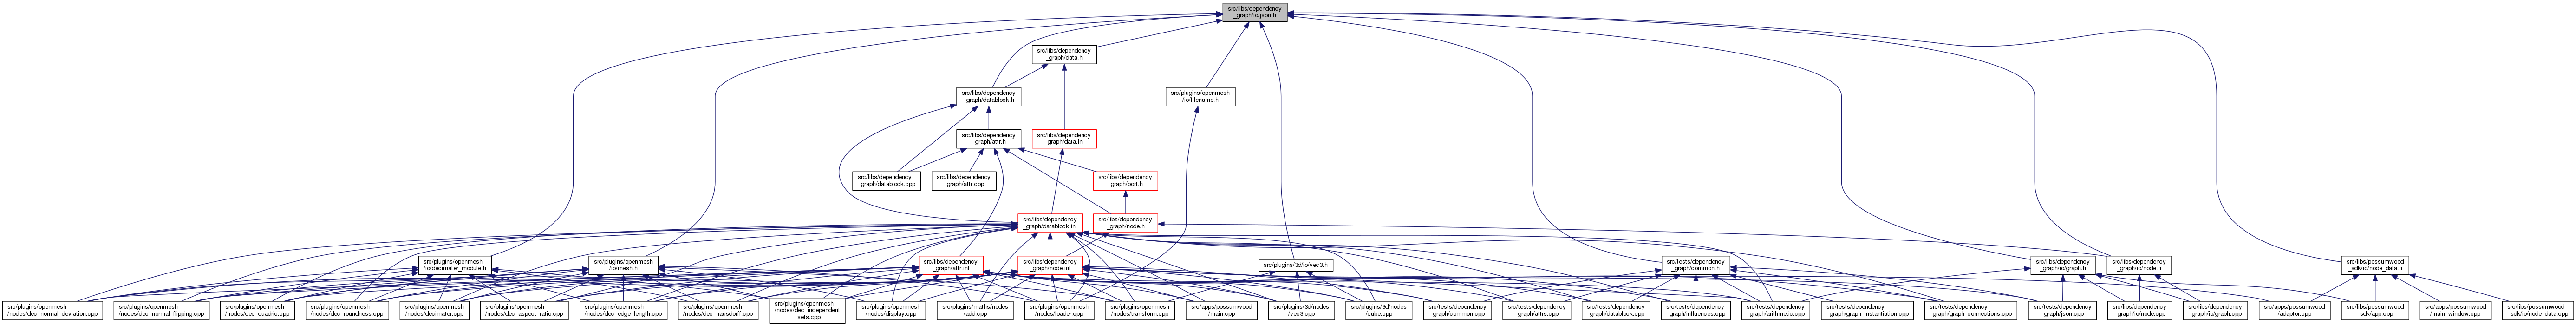 src/libs/dependency
_graph/io/json.h
src/libs/dependency
_graph/data.h
src/libs/dependency
_graph/datablock.h
src/plugins/openmesh
/io/filename.h
src/libs/dependency
_graph/attr.h
src/libs/dependency
_graph/data.inl
src/libs/dependency
_graph/datablock.cpp
src/libs/dependency
_graph/attr.cpp
src/libs/dependency
_graph/port.h
src/libs/dependency
_graph/datablock.inl
src/libs/dependency
_graph/node.h
src/plugins/openmesh
/io/decimater_module.h
src/plugins/openmesh
/io/mesh.h
src/libs/dependency
_graph/attr.inl
src/libs/dependency
_graph/node.inl
src/plugins/3d/io/vec3.h
src/tests/dependency
_graph/common.h
src/libs/dependency
_graph/io/graph.h
src/libs/dependency
_graph/io/node.h
src/libs/possumwood
_sdk/io/node_data.h
src/plugins/openmesh
/nodes/dec_normal_deviation.cpp
src/plugins/openmesh
/nodes/dec_normal_flipping.cpp
src/plugins/openmesh
/nodes/dec_quadric.cpp
src/plugins/openmesh
/nodes/dec_roundness.cpp
src/plugins/openmesh
/nodes/decimater.cpp
src/plugins/openmesh
/nodes/dec_aspect_ratio.cpp
src/plugins/openmesh
/nodes/dec_edge_length.cpp
src/plugins/openmesh
/nodes/dec_hausdorff.cpp
src/plugins/openmesh
/nodes/dec_independent
_sets.cpp
src/plugins/openmesh
/nodes/display.cpp
src/plugins/maths/nodes
/add.cpp
src/plugins/openmesh
/nodes/loader.cpp
src/plugins/openmesh
/nodes/transform.cpp
src/apps/possumwood
/main.cpp
src/plugins/3d/nodes
/vec3.cpp
src/plugins/3d/nodes
/cube.cpp
src/tests/dependency
_graph/common.cpp
src/tests/dependency
_graph/attrs.cpp
src/tests/dependency
_graph/datablock.cpp
src/tests/dependency
_graph/influences.cpp
src/tests/dependency
_graph/arithmetic.cpp
src/tests/dependency
_graph/graph_instantiation.cpp
src/tests/dependency
_graph/graph_connections.cpp
src/tests/dependency
_graph/json.cpp
src/libs/dependency
_graph/io/node.cpp
src/libs/dependency
_graph/io/graph.cpp
src/apps/possumwood
/adaptor.cpp
src/libs/possumwood
_sdk/app.cpp
src/apps/possumwood
/main_window.cpp
src/libs/possumwood
_sdk/io/node_data.cpp